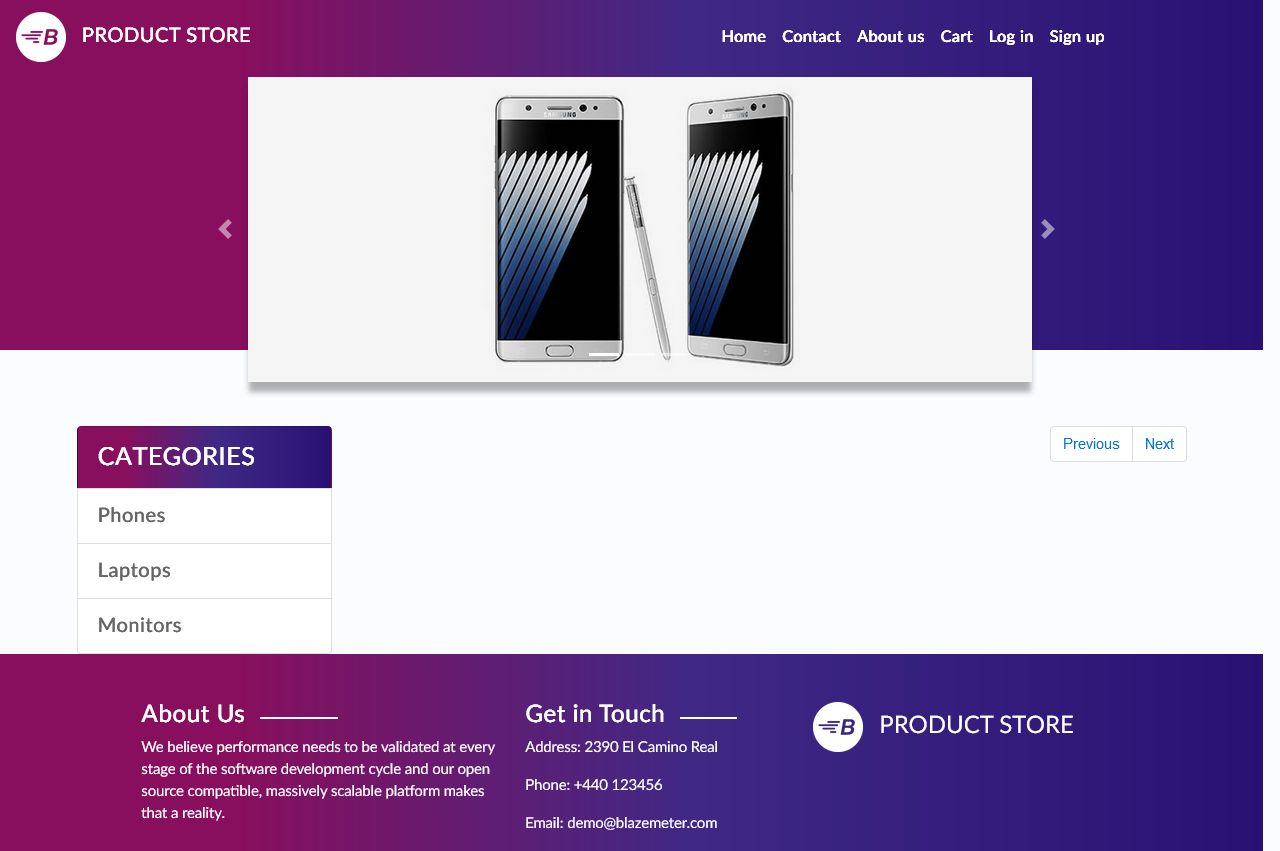 B PRODUCT STORE
Home Contact About us Cart Log in Sign up
SAMSUNG SAMSUNG
CATEGORIES
Previous Next
Phones
Laptops
Monitors
About Us
We believe performance needs to be validated at every
stage of the software development cycle and our open
source compatible, massively scalable platform makes
that a reality.
Get in Touch
Address: 2390 El Camino Real
Phone: +440 123456
Email: demo@blazemeter.com
B PRODUCT STORE